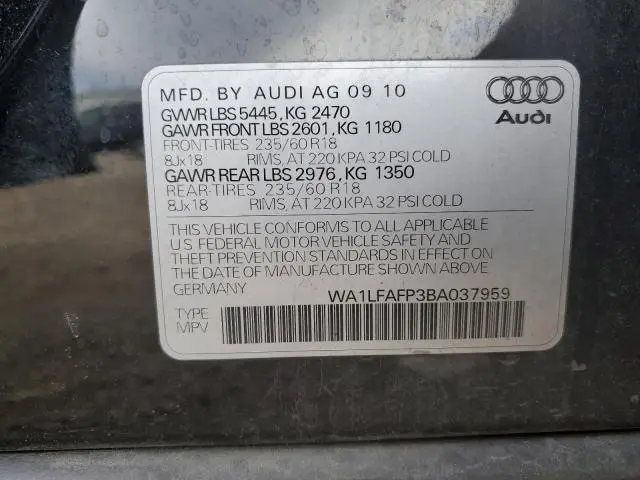 MFD. BY AUDI AG 09 10
GVWR LBS 5445, KG 2470
GAWR FRONT LBS 2601, KG 1180
FRONT-TIRES 235/60 R18
8Jx18 RIMS, AT 220 KPA 32 PSI COLD
GAWR REAR LBS 2976, KG 1350
REAR-TIRES 235/60 R18
8Jx18 RIMS, AT 220 KPA 32 PSI COLD
Audi
THIS VEHICLE CONFORMS TO ALL APPLICABLE
U.S. FEDERAL MOTOR VEHICLE SAFETY AND
THEFT PREVENTION STANDARDS IN EFFECT ON
THE DATE OF MANUFACTURE SHOWN ABOVE
GERMANY
WA1LFAFP3BA037959
TYPE
MPV